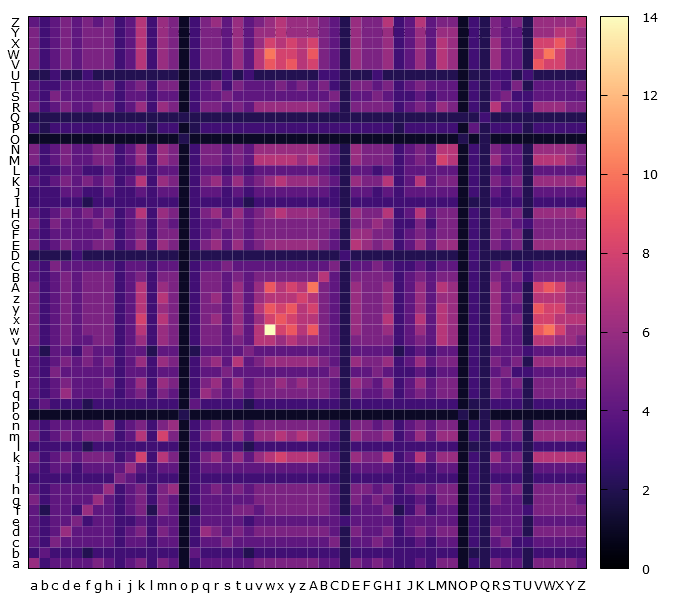 Z
Y
X
W
V
U
T
S
R
Q
P
O
N
M
L
K
J
I
H
G
F
E
D
C
B
A
z
y
x
w
v
u
t
s
r
q
p
o
n
m
l
k
j
i
h
g
f
e
d
c
b
a
a b c d e f g h i j k l m n o p q r s t u v w x y z A B C D E F G H I J K L M N O P Q R S T U V W X Y Z
14
12
10
8
6
4
2
0